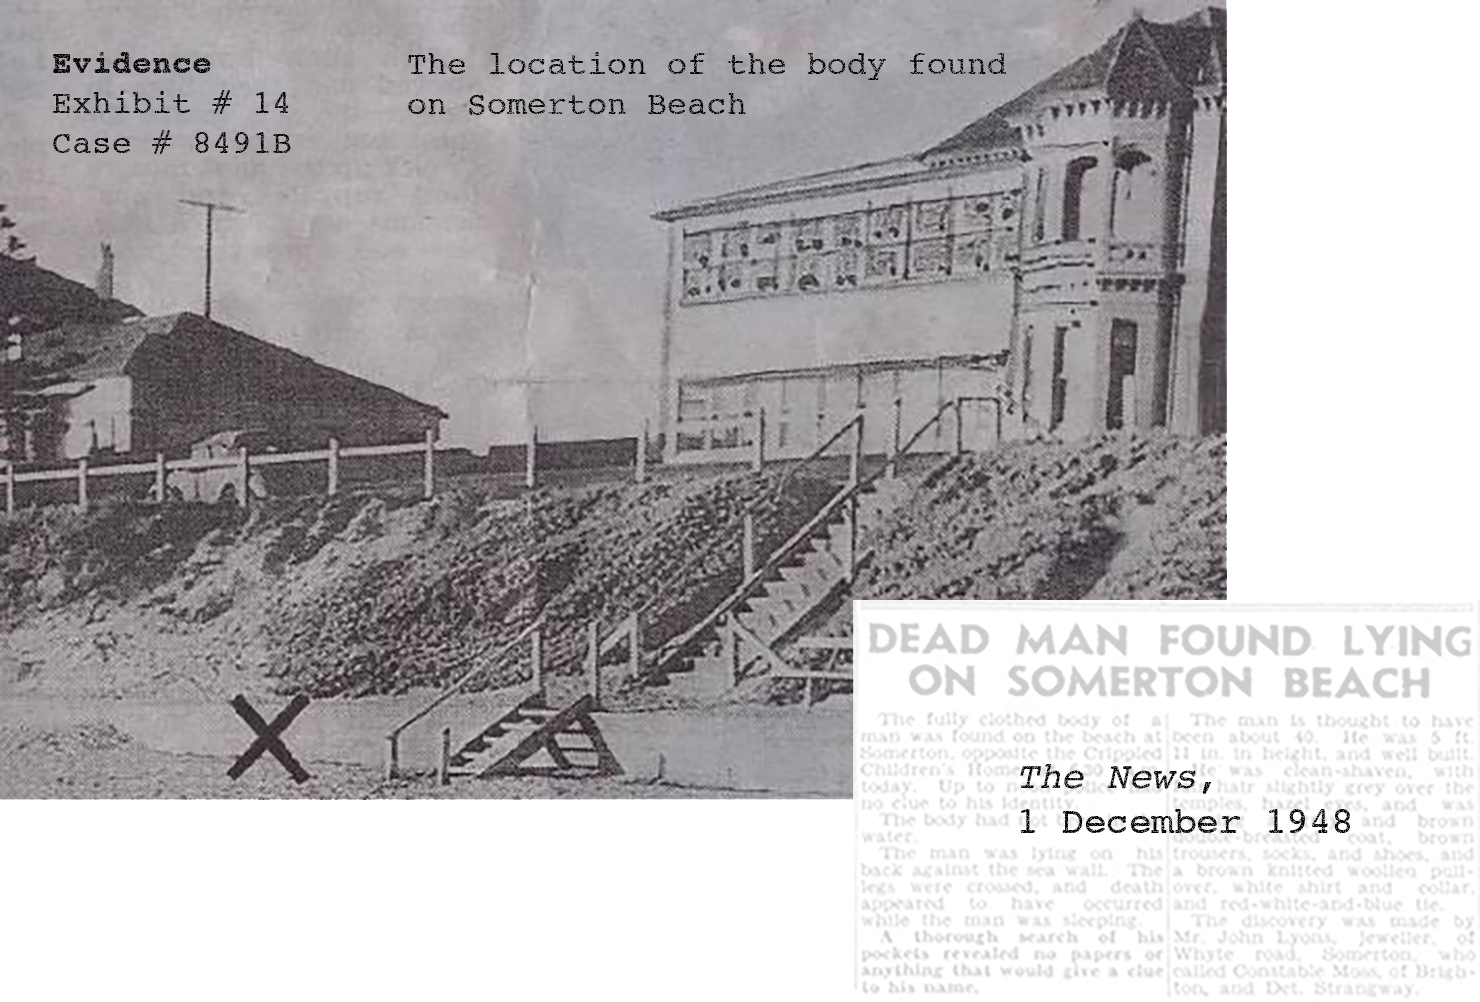 Evidence
Exhibit # 14
Case # 8491B
The location of the body found
on Somerton Beach
DEAD MAN FOUND LYING
ON SOMERTON BEACH
The fully clothed body of a
man was found on the beach at
Somerton, opposite the Crippled
Children's Home
today. Up to
no clue to his identity.
The body had not
water.
The man was lying on his
back against the sea wall. The
legs were crossed, and death
appeared to have occurred
while the man was sleeping.
A thorough search of his
pockets revealed no papers or
anything that would give a clue
to his name.
The man is thought to have
been about 40. He was 5 ft.
11 in. in height, and well built.
He was clean-shaven, with
hair slightly grey over the
temples, hazel eyes, and was
and brown
double-breasted coat, brown
trousers, socks, and shoes, and
a brown knitted woollen pull-
over, white shirt and collar,
and red-white-and-blue tie.
The discovery was made by
Mr. John Lyons, jeweller, of
Whyte road, Somerton, who
called Constable Moss, of Brigh-
ton, and Det. Strangway.
The News,
1 December 1948